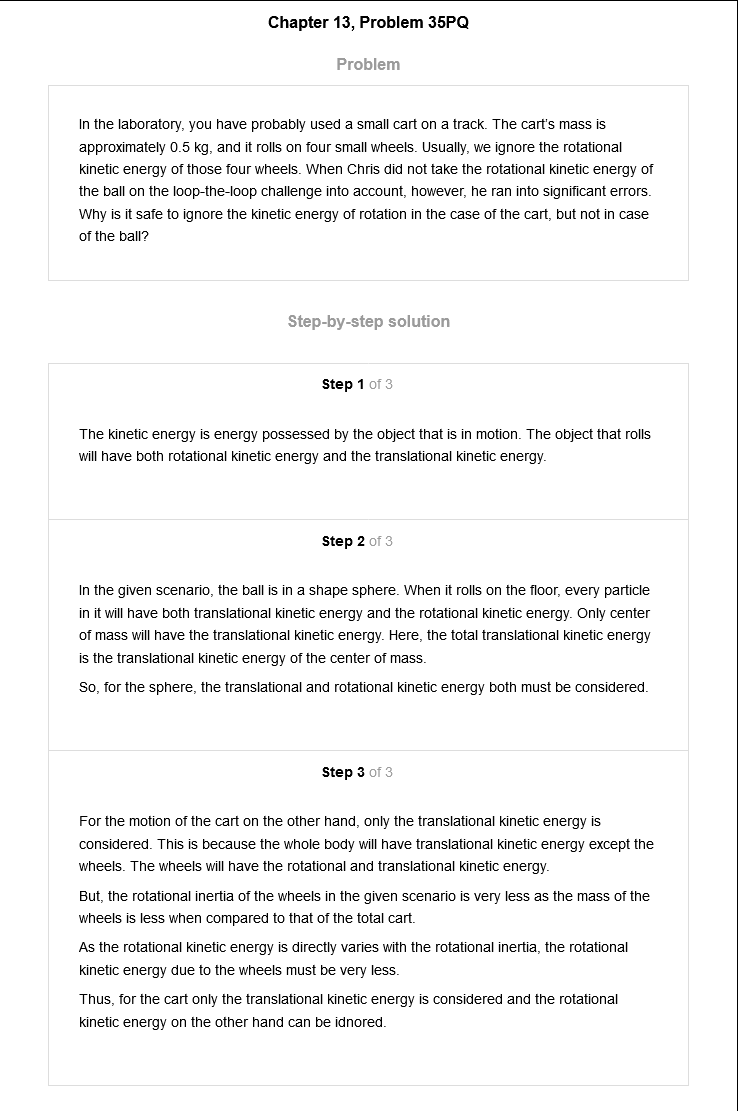 Chapter 13, Problem 35PQ
Problem
In the laboratory, you have probably used a small cart on a track. The cart's mass is
approximately 0.5 kg, and it rolls on four small wheels. Usually, we ignore the rotational
kinetic energy of those four wheels. When Chris did not take the rotational kinetic energy of
the ball on the loop-the-loop challenge into account, however, he ran into significant errors.
Why is it safe to ignore the kinetic energy of rotation in the case of the cart, but not in case
of the ball?
Step-by-step solution
Step 1 of 3
The kinetic energy is energy possessed by the object that is in motion. The object that rolls
will have both rotational kinetic energy and the translational kinetic energy.
Step 2 of 3
In the given scenario, the ball is in a shape sphere. When it rolls on the floor, every particle
in it will have both translational kinetic energy and the rotational kinetic energy. Only center
of mass will have the translational kinetic energy. Here, the total translational kinetic energy
is the translational kinetic energy of the center of mass.
So, for the sphere, the translational and rotational kinetic energy both must be considered.
Step 3 of 3
For the motion of the cart on the other hand, only the translational kinetic energy is
considered. This is because the whole body will have translational kinetic energy except the
wheels. The wheels will have the rotational and translational kinetic energy.
But, the rotational inertia of the wheels in the given scenario is very less as the mass of the
wheels is less when compared to that of the total cart.
As the rotational kinetic energy is directly varies with the rotational inertia, the rotational
kinetic energy due to the wheels must be very less.
Thus, for the cart only the translational kinetic energy is considered and the rotational
kinetic energy on the other hand can be idnored.